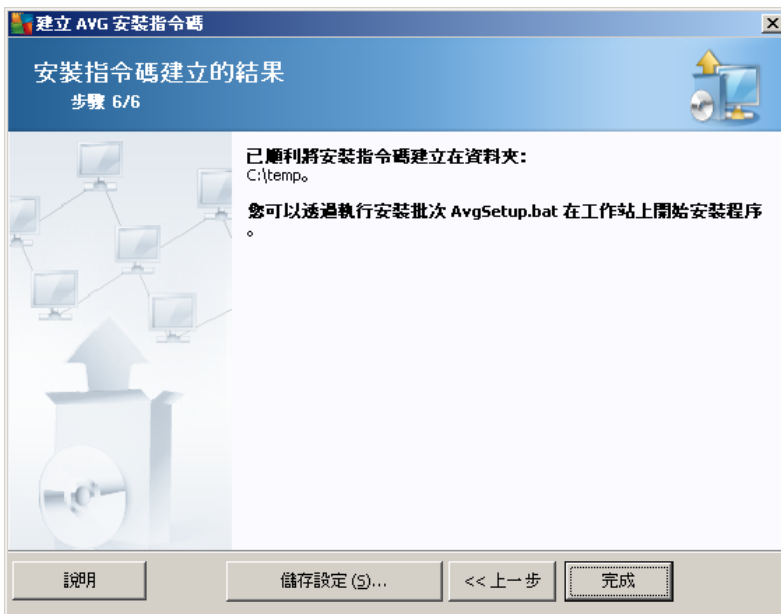 建立 AVG 安裝指令碼
安裝指令碼建立的結果
步驟 6/6
已順利將安裝指令碼建立在資料夾：
C:\temp。
您可以透過執行安裝批次 AvgSetup.bat 在工作站上開始安裝程序
。
說明
儲存設定 (S)...
<< 上一步
完成